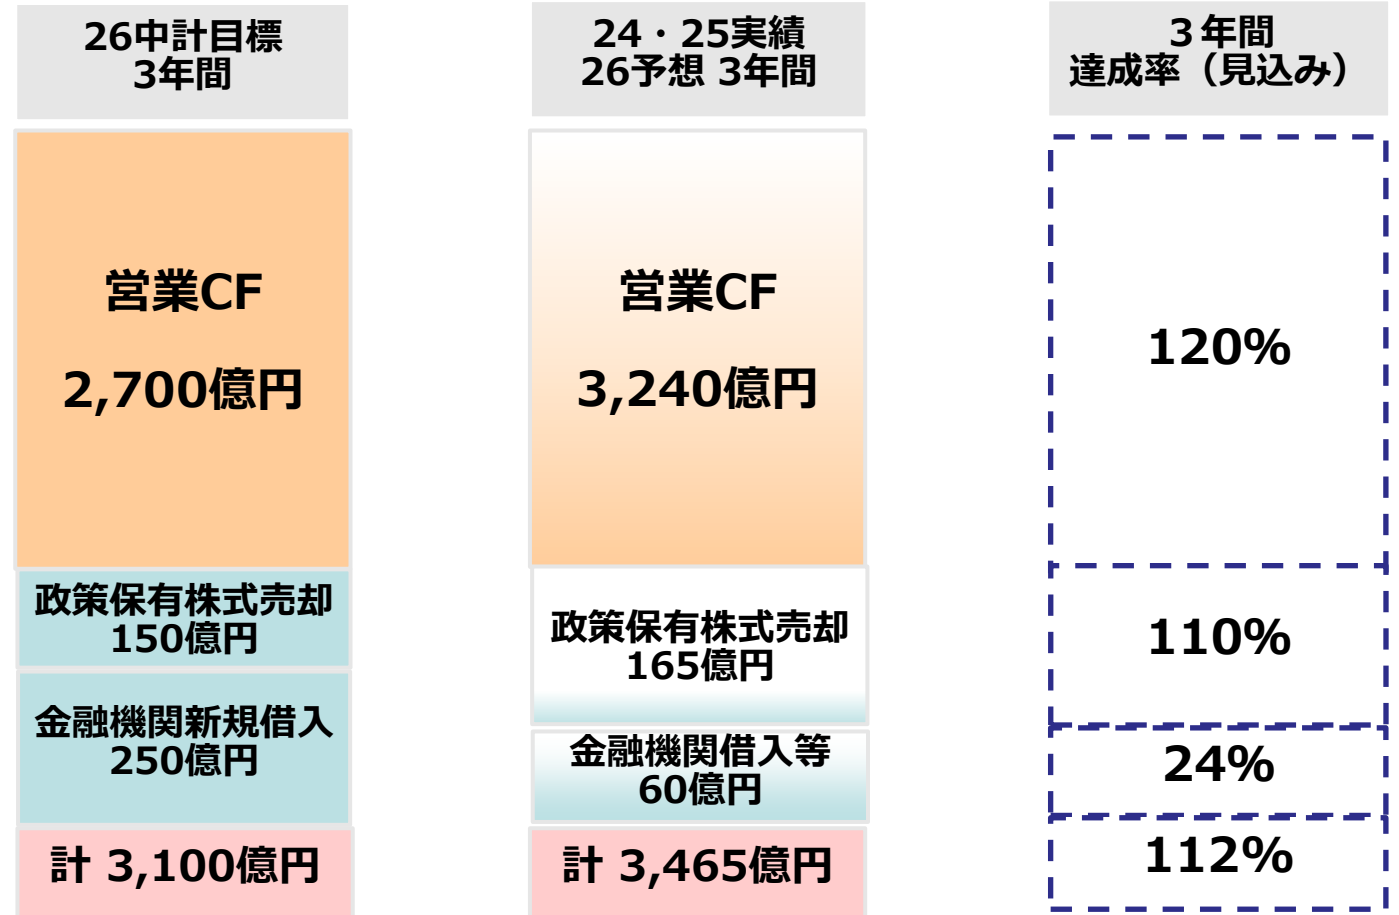 26中計目標
3年間
24・25実績
26予想 3年間
３年間
達成率（見込み）
営業CF
2,700億円
営業CF
3,240億円
120%
政策保有株式売却
150億円
政策保有株式売却
165億円
110%
金融機関新規借入
250億円
金融機関借入等
60億円
24%
計 3,100億円
計 3,465億円
112%